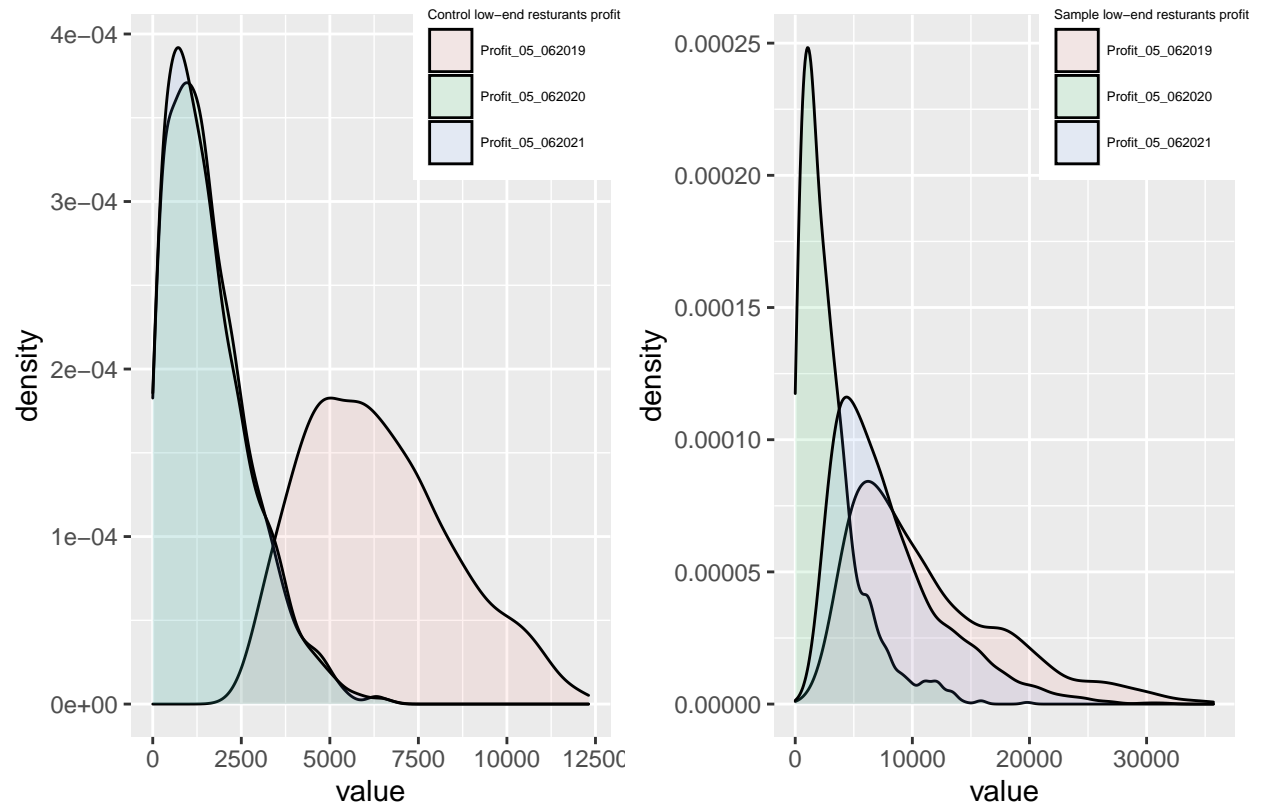 Control low−end resturants profit
Profit_05_062019
Profit_05_062020
Profit_05_062021
4e−04
3e−04
2e−04
1e−04
0e+00
density
0 2500 5000 7500 10000 12500
value
Sample low−end resturants profit
Profit_05_062019
Profit_05_062020
Profit_05_062021
0.00025
0.00020
0.00015
0.00010
0.00005
0.00000
density
0 10000 20000 30000
value